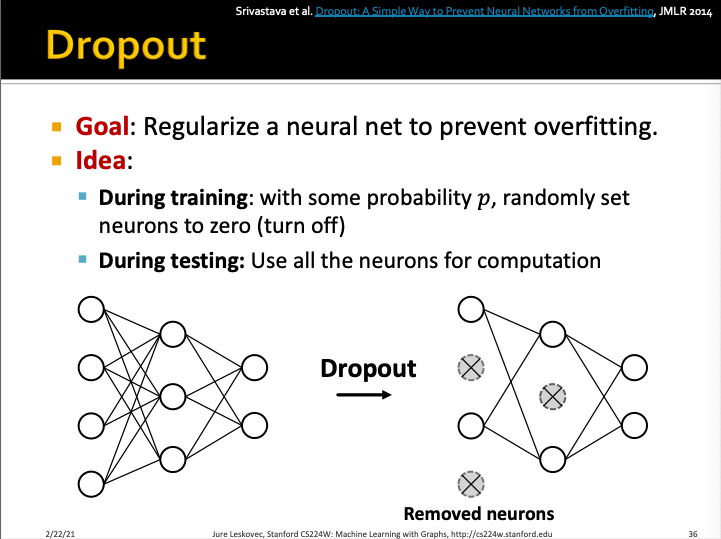 Srivastava et al. Dropout: A Simple Way to Prevent Neural Networks from Overfitting, JMLR 2014
Dropout
Goal: Regularize a neural net to prevent overfitting.
Idea:
During training: with some probability p, randomly set
neurons to zero (turn off)
During testing: Use all the neurons for computation
Dropout
Removed neurons
2/22/21
Jure Leskovec, Stanford CS224W: Machine Learning with Graphs, http://cs224w.stanford.edu
36